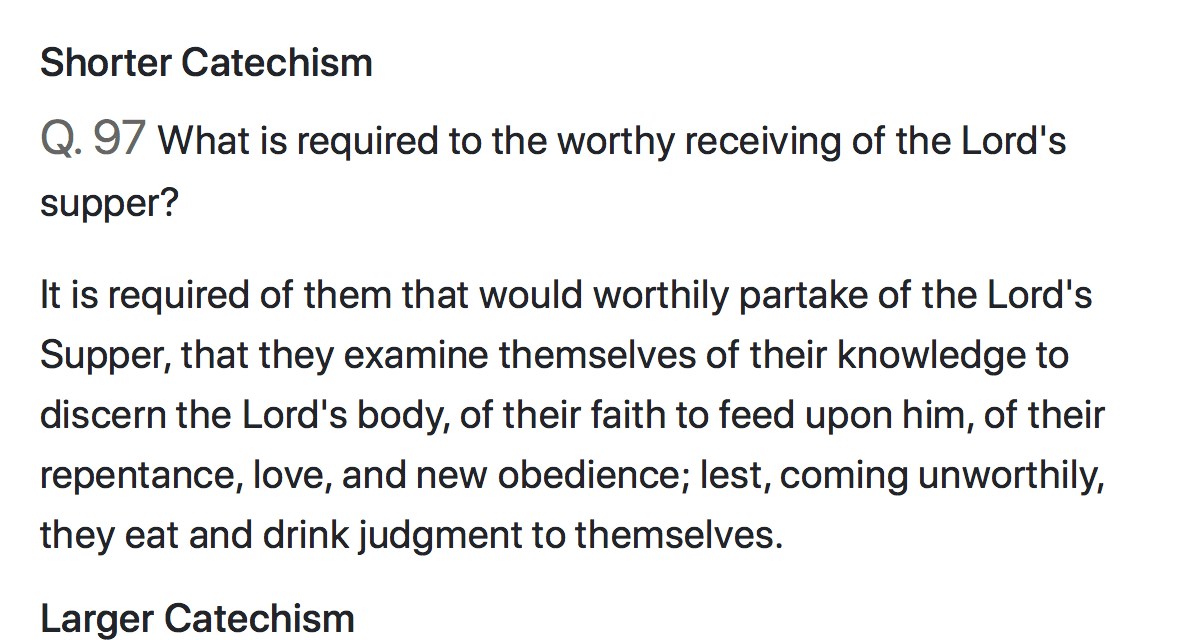 Shorter Catechism
Q. 97 What is required to the worthy receiving of the Lord's
supper?
It is required of them that would worthily partake of the Lord's
Supper, that they examine themselves of their knowledge to
discern the Lord's body, of their faith to feed upon him, of their
repentance, love, and new obedience; lest, coming unworthily,
they eat and drink judgment to themselves.
Larger Catechism